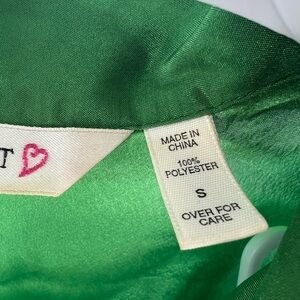 T
MADE IN
CHINA
100%
POLYESTER
S
OVER FOR
CARE